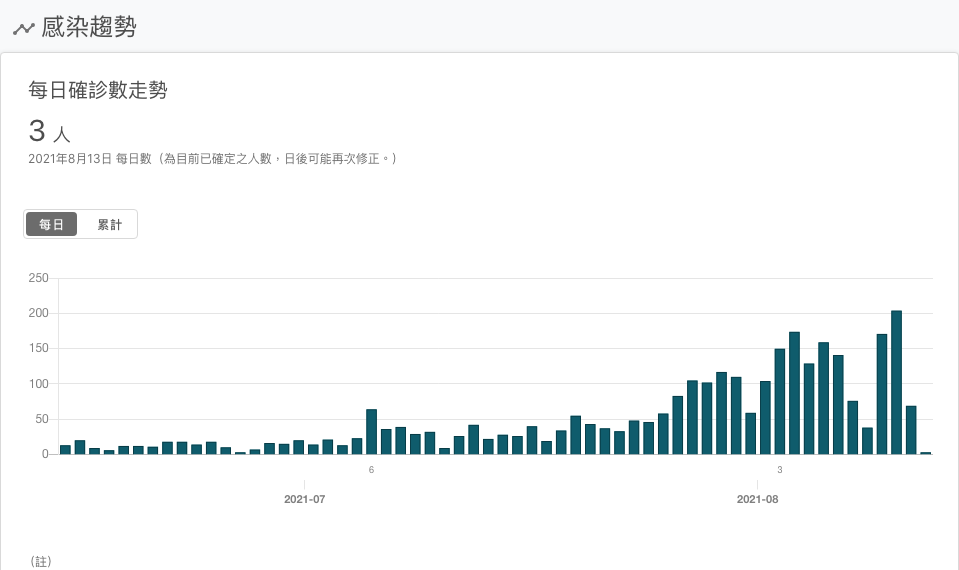 感染趨勢
每日確診數走勢
3 人
2021年8月13日 每日數（為目前已確定之人數，日後可能再次修正。）
每日 累計
250
200
150
100
50
0
6 3
2021-07 2021-08
（註）